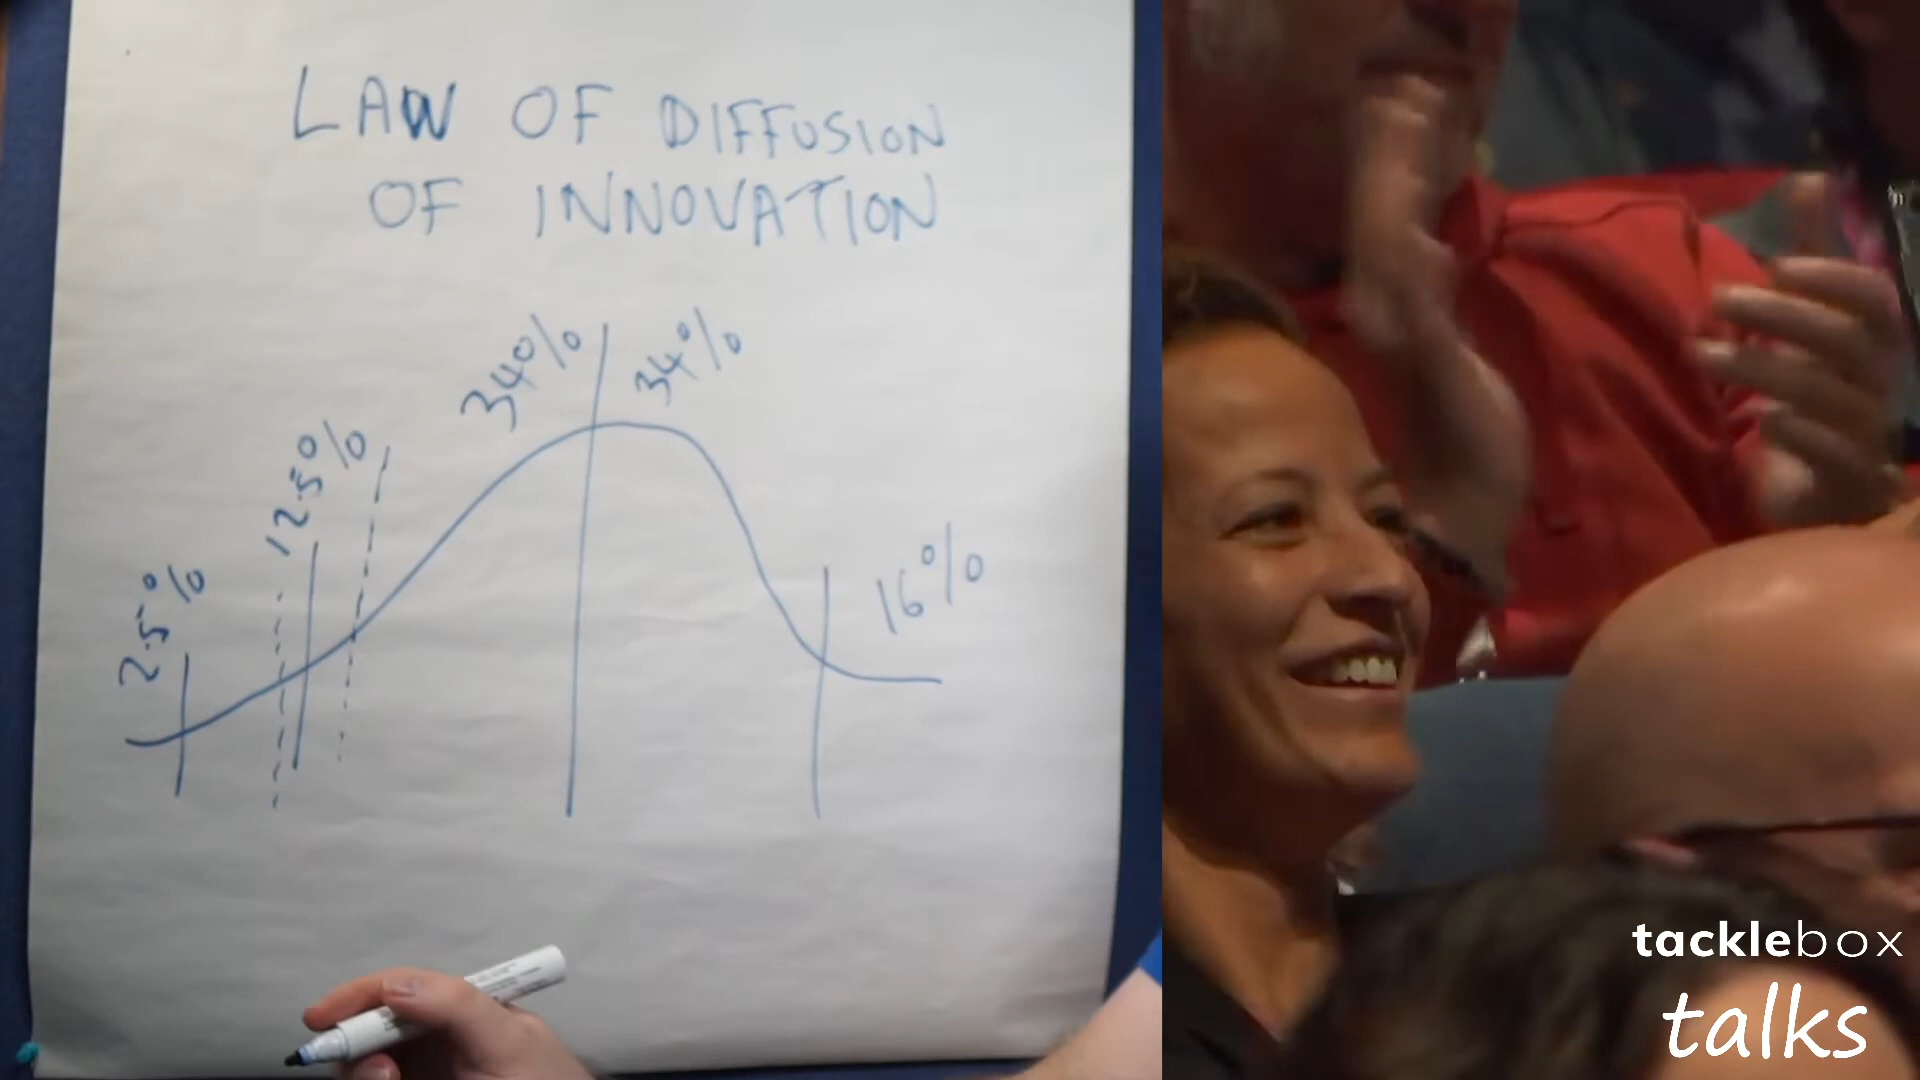 LAW OF DIFFUSION
OF INNOVATION
2.5%
12.5%
34%
34%
16%
tacklebox
talks